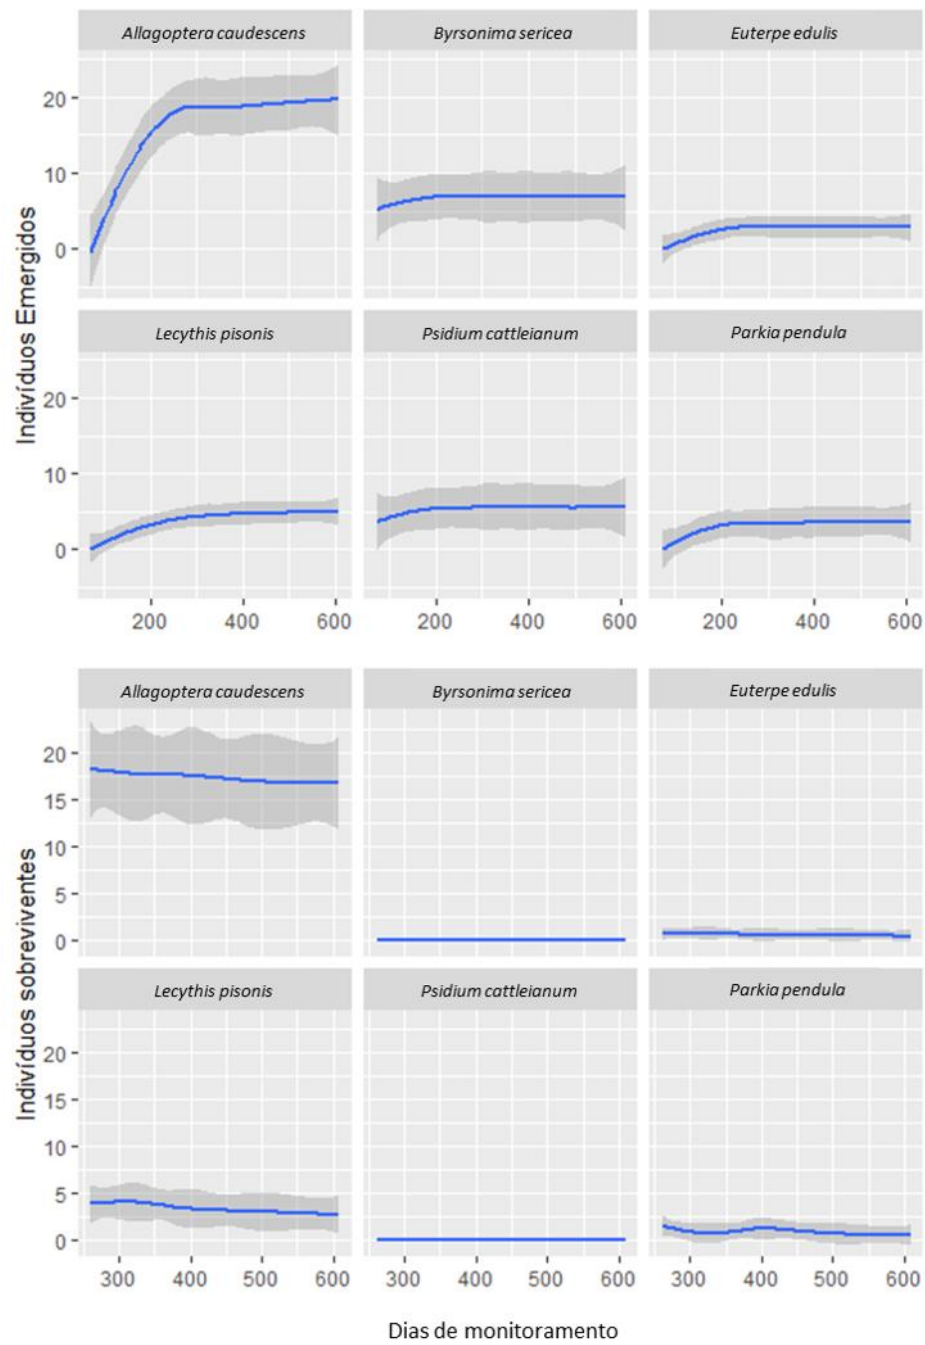 Allagoptera caudescens Byrsonima sericea Euterpe edulis
20
10
0
Lecythis pisonis Psidium cattleianum Parkia pendula
20
10
0
200 400 600 200 400 600 200 400 600
Indivíduos Emergidos
Allagoptera caudescens Byrsonima sericea Euterpe edulis
20
15
10
5
0
Lecythis pisonis Psidium cattleianum Parkia pendula
20
15
10
5
0
300 400 500 600 300 400 500 600 300 400 500 600
Indivíduos sobreviventes
Dias de monitoramento